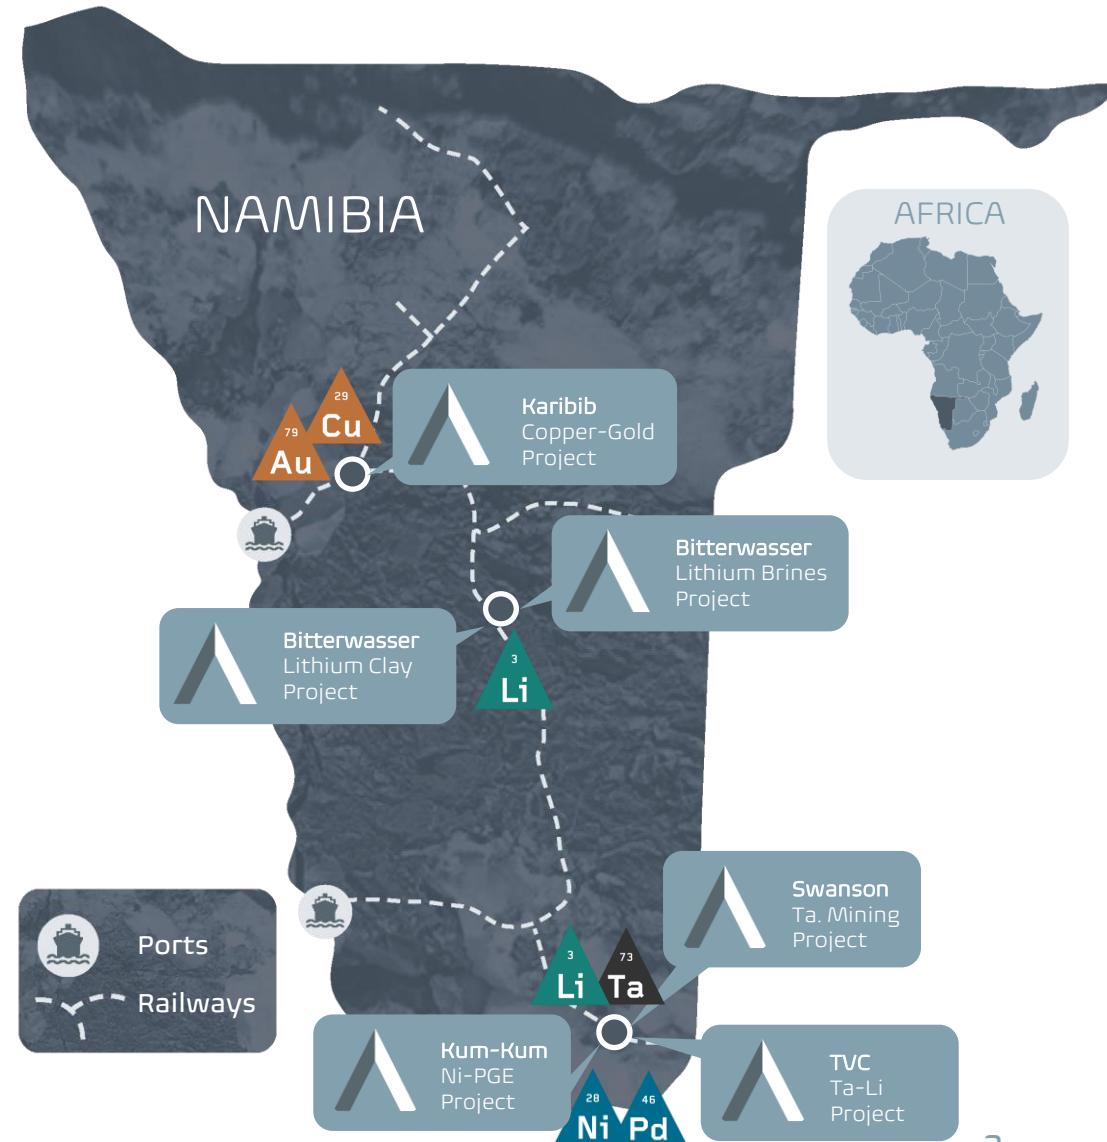 NAMIBIA
AFRICA
29
Cu
79
Au
Karibib
Copper-Gold
Project
Bitterwasser
Lithium Brines
Project
Bitterwasser
Lithium Clay
Project
3
Li
Swanson
Ta. Mining
Project
3
Li
73
Ta
Ports
Railways
Kum-Kum
Ni-PGE
Project
TVC
Ta-Li
Project
28
Ni
46
Pd